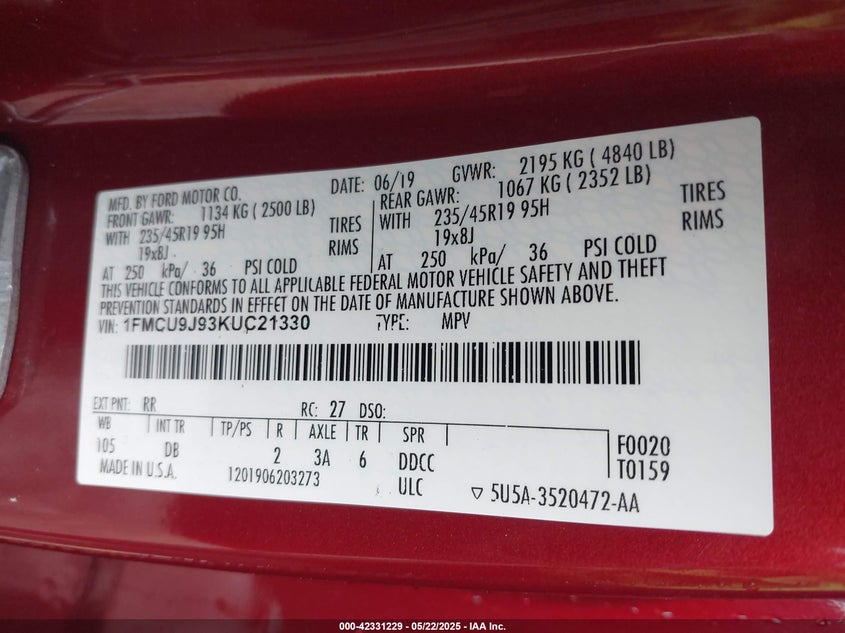 MFD. BY FORD MOTOR CO. DATE: 06/19 GVWR: 2195 KG ( 4840 LB)
FRONT GAWR: 1134 KG ( 2500 LB) REAR GAWR: 1067 KG ( 2352 LB)
WITH 235/45R19 95H TIRES WITH 235/45R19 95H TIRES
19x8J RIMS 19x8J RIMS
AT 250 kPa/ 36 PSI COLD AT 250 kPa/ 36 PSI COLD
THIS VEHICLE CONFORMS TO ALL APPLICABLE FEDERAL MOTOR VEHICLE SAFETY AND THEFT
PREVENTION STANDARDS IN EFFECT ON THE DATE OF MANUFACTURE SHOWN ABOVE.
VIN: 1FMCU9J93KUC21330 TYPE: MPV
EXT PNT: RR RC: 27 DSO:
WB INT TR TP/PS R AXLE TR SPR F0020
105 DB 2 3A 6 DDCC T0159
MADE IN U.S.A. 1201906203273 ULC ▽ 5U5A-3520472-AA
000-42331229 - 05/22/2025 - IAA Inc.